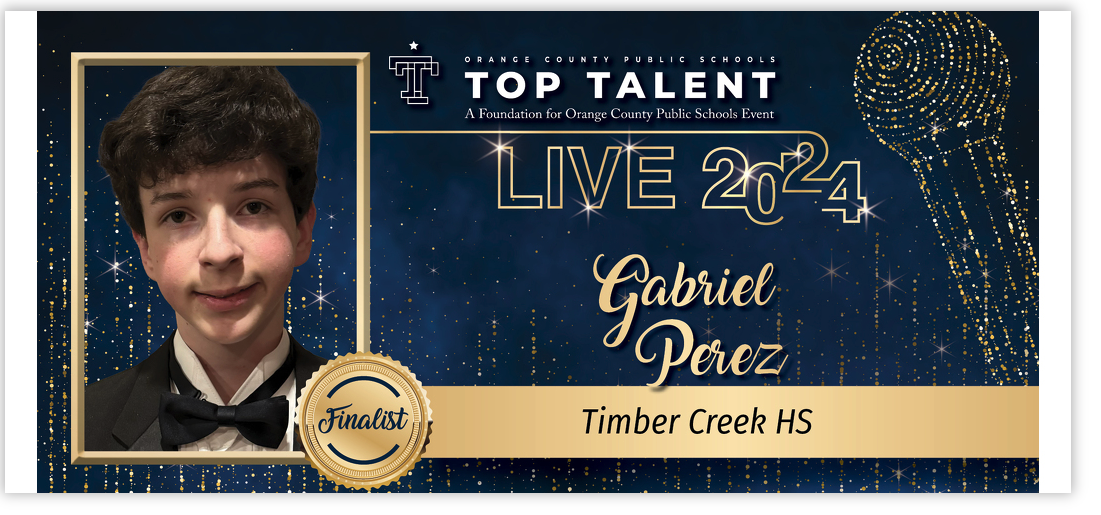 ORANGE COUNTY PUBLIC SCHOOLS
TOP TALENT
A Foundation for Orange County Public Schools Event
LIVE 2024
Gabriel
Perez
Finalist
Timber Creek HS